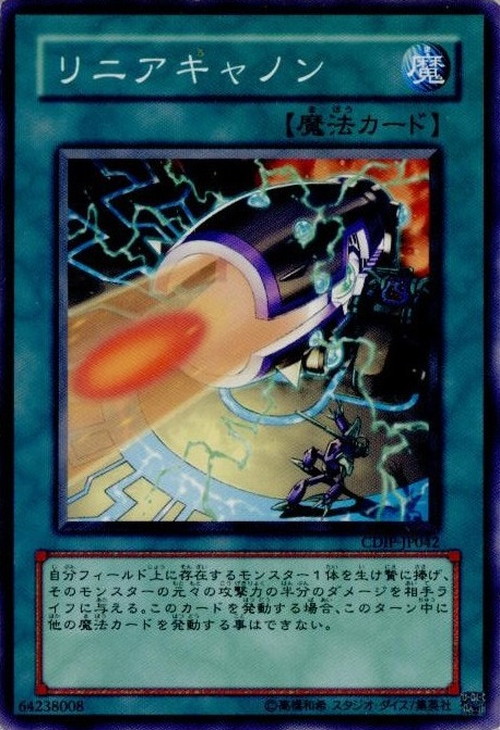 リニアキャノン
魔
【魔法カード】
CDIP-JP042
自分フィールド上に存在するモンスター1体を生け贄に捧げ、
そのモンスターの元々の攻撃力の半分のダメージを相手ラ
イフに与える。このカードを発動する場合、このターン中に
他の魔法カードを発動する事はできない。
64238008
©高橋和希 スタジオ・ダイス/集英社